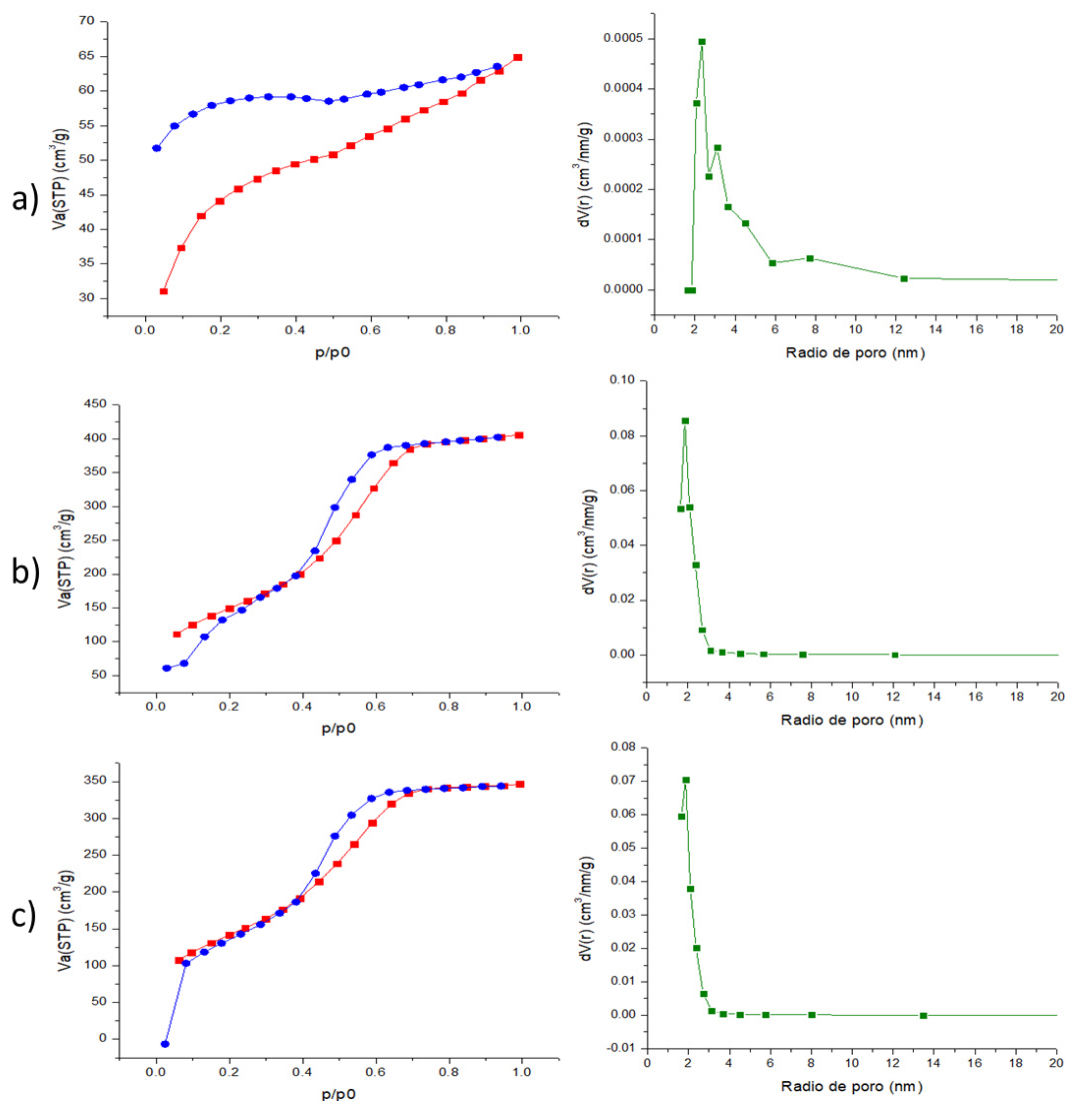 a)
Va(STP) (cm³/g)
70
65
60
55
50
45
40
35
30
0.0 0.2 0.4 0.6 0.8 1.0
p/p0
dV(r) (cm³/nm/g)
0.0005
0.0004
0.0003
0.0002
0.0001
0.0000
0 2 4 6 8 10 12 14 16 18 20
Radio de poro (nm)
b)
Va(STP) (cm³/g)
450
400
350
300
250
200
150
100
50
0.0 0.2 0.4 0.6 0.8 1.0
p/p0
dV(r) (cm³/nm/g)
0.10
0.08
0.06
0.04
0.02
0.00
0 2 4 6 8 10 12 14 16 18 20
Radio de poro (nm)
c)
Va(STP) (cm³/g)
350
300
250
200
150
100
50
0
0.0 0.2 0.4 0.6 0.8 1.0
p/p0
dV(r) (cm³/nm/g)
0.08
0.07
0.06
0.05
0.04
0.03
0.02
0.01
0.00
-0.01
0 2 4 6 8 10 12 14 16 18 20
Radio de poro (nm)